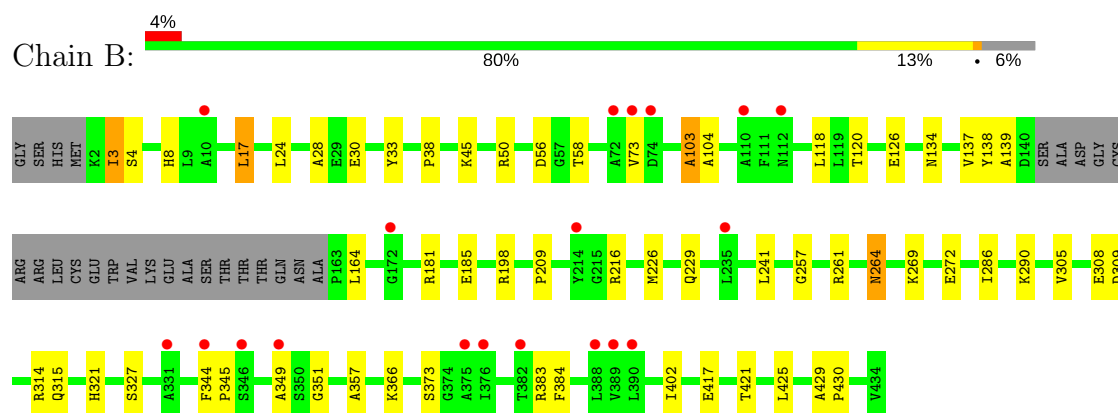 4%
Chain B:
80% 13% • 6%
GLY SER HIS MET K2 I3 S4 H8 L9 A10 L17 L24 A28 E29 E30 Y33 P38 K45 R50 D56 G57 T58 A72 V73 D74 A103 A104 A110 F111 N112 L118 L119 T120 E126 N134 V137 Y138 A139 D140 SER ALA ASP GLY CYS
ARG ARG LEU CYS GLU TRP VAL LYS GLU ALA SER THR THR THR GLN ASN ALA P163 L164 G172 R181 E185 R198 P209 Y214 G215 R216 M226 Q229 L235 L241 G257 R261 N264 K269 E272 I286 K290 V305 E308
R314 Q315 H321 S327 A331 F344 P345 S346 A349 S350 G351 A357 K366 S373 G374 A375 I376 T382 R383 F384 L388 V389 L390 I402 E417 T421 L425 A429 P430 V434